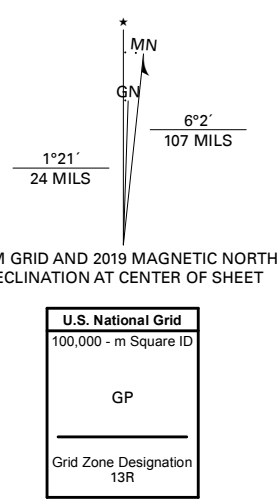 ★
MN
GN
6°2´
107 MILS
1°21´
24 MILS
M GRID AND 2019 MAGNETIC NORTH
ECLINATION AT CENTER OF SHEET
U.S. National Grid
100,000 - m Square ID
GP
Grid Zone Designation
13R